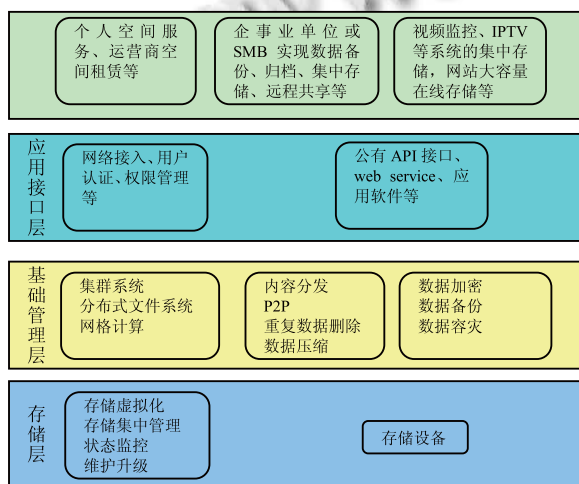 个人空间服
务、运营商空
间租赁等
企事业单位或
SMB 实现数据备
份、归档、集中存
储、远程共享等
视频监控、IPTV
等系统的集中存
储，网站大容量
在线存储等
应用接口层
网络接入、用户
认证、权限管理
等
公有 API 接口、
web service、应
用软件等
基础管理层
集群系统
分布式文件系统
网格计算
内容分发
P2P
重复数据删除
数据压缩
数据加密
数据备份
数据容灾
存储层
存储虚拟化
存储集中管理
状态监控
维护升级
存储设备